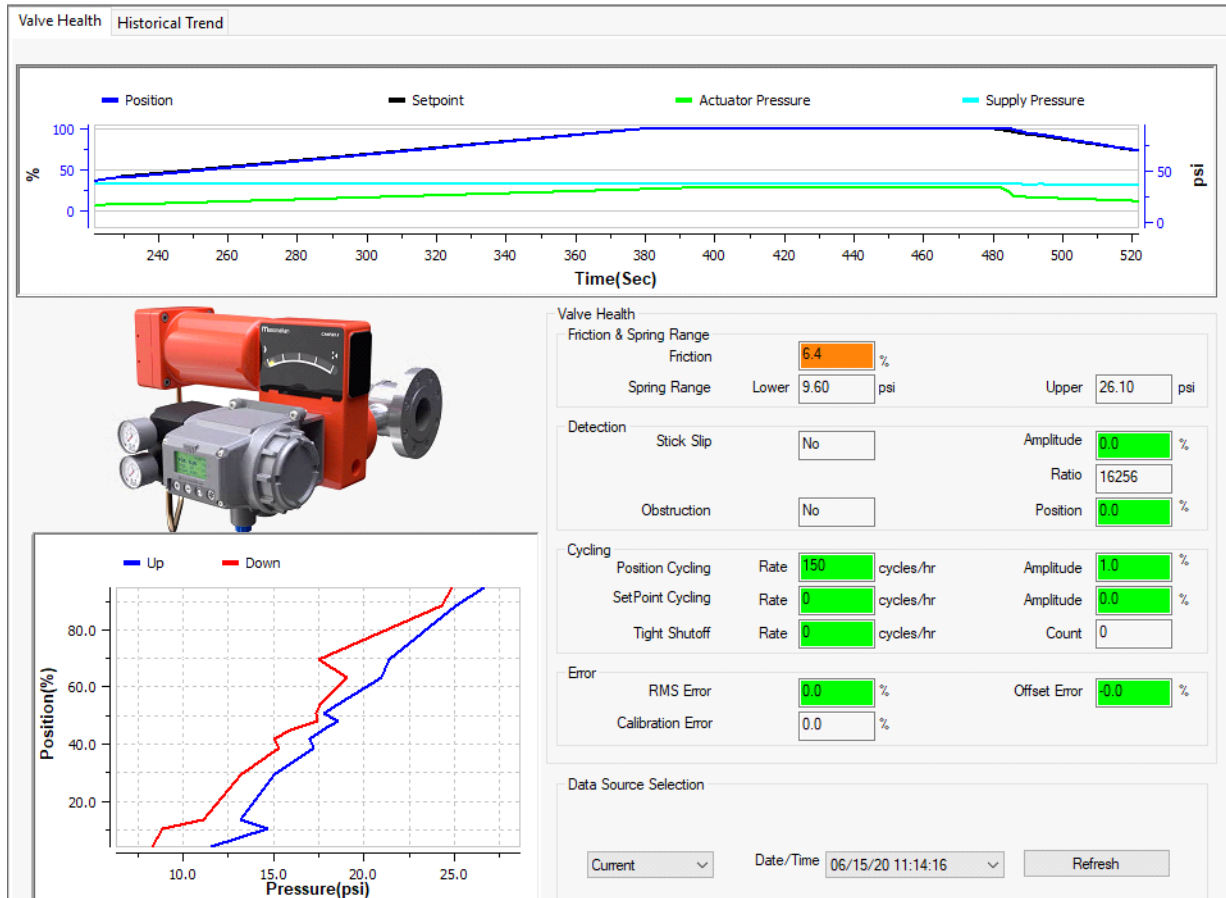 Valve Health Historical Trend
Position Setpoint Actuator Pressure Supply Pressure
100
50 50
0 0
% psi
240 260 280 300 320 340 360 380 400 420 440 460 480 500 520
Time(Sec)
Masoneilan
Valve Health
Friction & Spring Range
Friction 6.4 %
Spring Range Lower 9.60 psi Upper 26.10 psi
Detection
Stick Slip No Amplitude 0.0 %
Ratio 16256
Obstruction No Position 0.0 %
Cycling
Position Cycling Rate 150 cycles/hr Amplitude 1.0 %
SetPoint Cycling Rate 0 cycles/hr Amplitude 0.0 %
Tight Shutoff Rate 0 cycles/hr Count 0
Error
RMS Error 0.0 % Offset Error -0.0 %
Calibration Error 0.0 %
Data Source Selection
Current Date/Time 06/15/20 11:14:16 Refresh
Up Down
80.0
60.0
40.0
20.0
Position(%)
10.0 15.0 20.0 25.0
Pressure(psi)